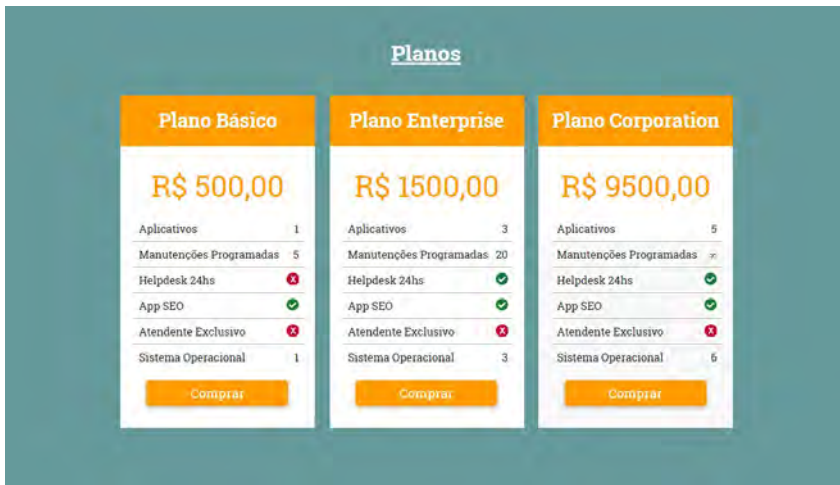 Planos
Plano Básico
R$ 500,00
Aplicativos 1
Manutenções Programadas 5
Helpdesk 24hs
App SEO
Atendente Exclusivo
Sistema Operacional 1
Comprar
Plano Enterprise
R$ 1500,00
Aplicativos 3
Manutenções Programadas 20
Helpdesk 24hs
App SEO
Atendente Exclusivo
Sistema Operacional 3
Comprar
Plano Corporation
R$ 9500,00
Aplicativos 5
Manutenções Programadas ∞
Helpdesk 24hs
App SEO
Atendente Exclusivo
Sistema Operacional 6
Comprar